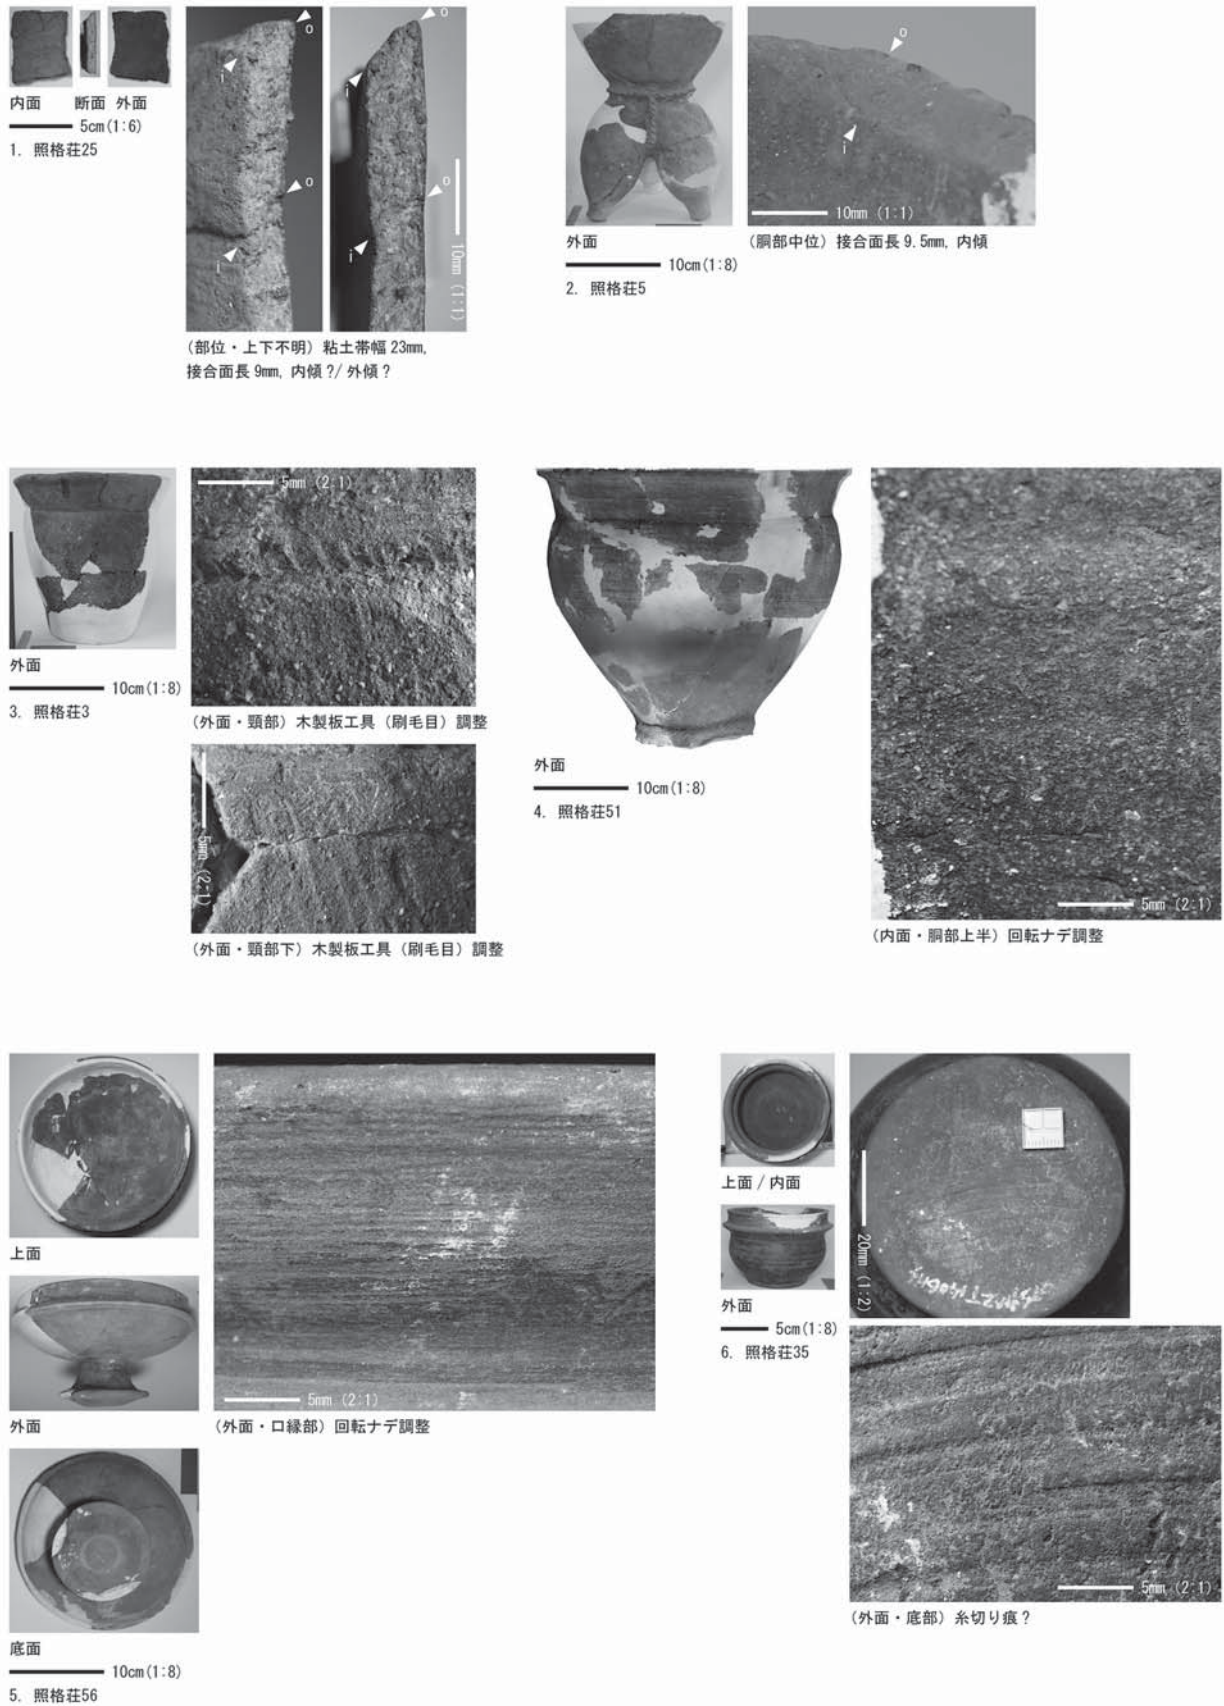 内面 断面 外面
5cm(1:6)
1. 照格荘25
o
i
o
i
o
i
o
i
10mm (1:1)
(部位・上下不明) 粘土帯幅 23mm,
接合面長 9mm, 内傾?/ 外傾?
外面
10cm(1:8)
2. 照格荘5
o
i
10mm (1:1)
(胴部中位) 接合面長 9.5mm, 内傾
外面
10cm(1:8)
3. 照格荘3
5mm (2:1)
(外面・頸部) 木製板工具 (刷毛目) 調整
5mm (2:1)
(外面・頸部下) 木製板工具 (刷毛目) 調整
外面
10cm(1:8)
4. 照格荘51
5mm (2:1)
(内面・胴部上半) 回転ナデ調整
上面
外面
底面
10cm(1:8)
5. 照格荘56
5mm (2:1)
(外面・口縁部) 回転ナデ調整
上面 / 内面
外面
5cm(1:8)
6. 照格荘35
20mm (1:2)
5mm (2:1)
(外面・底部) 糸切り痕?